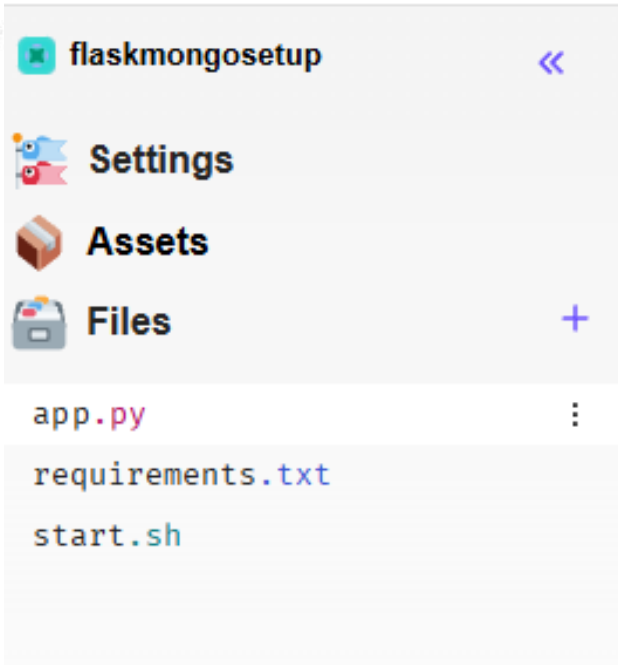 flaskmongosetup
Settings
Assets
Files
app.py
requirements.txt
start.sh